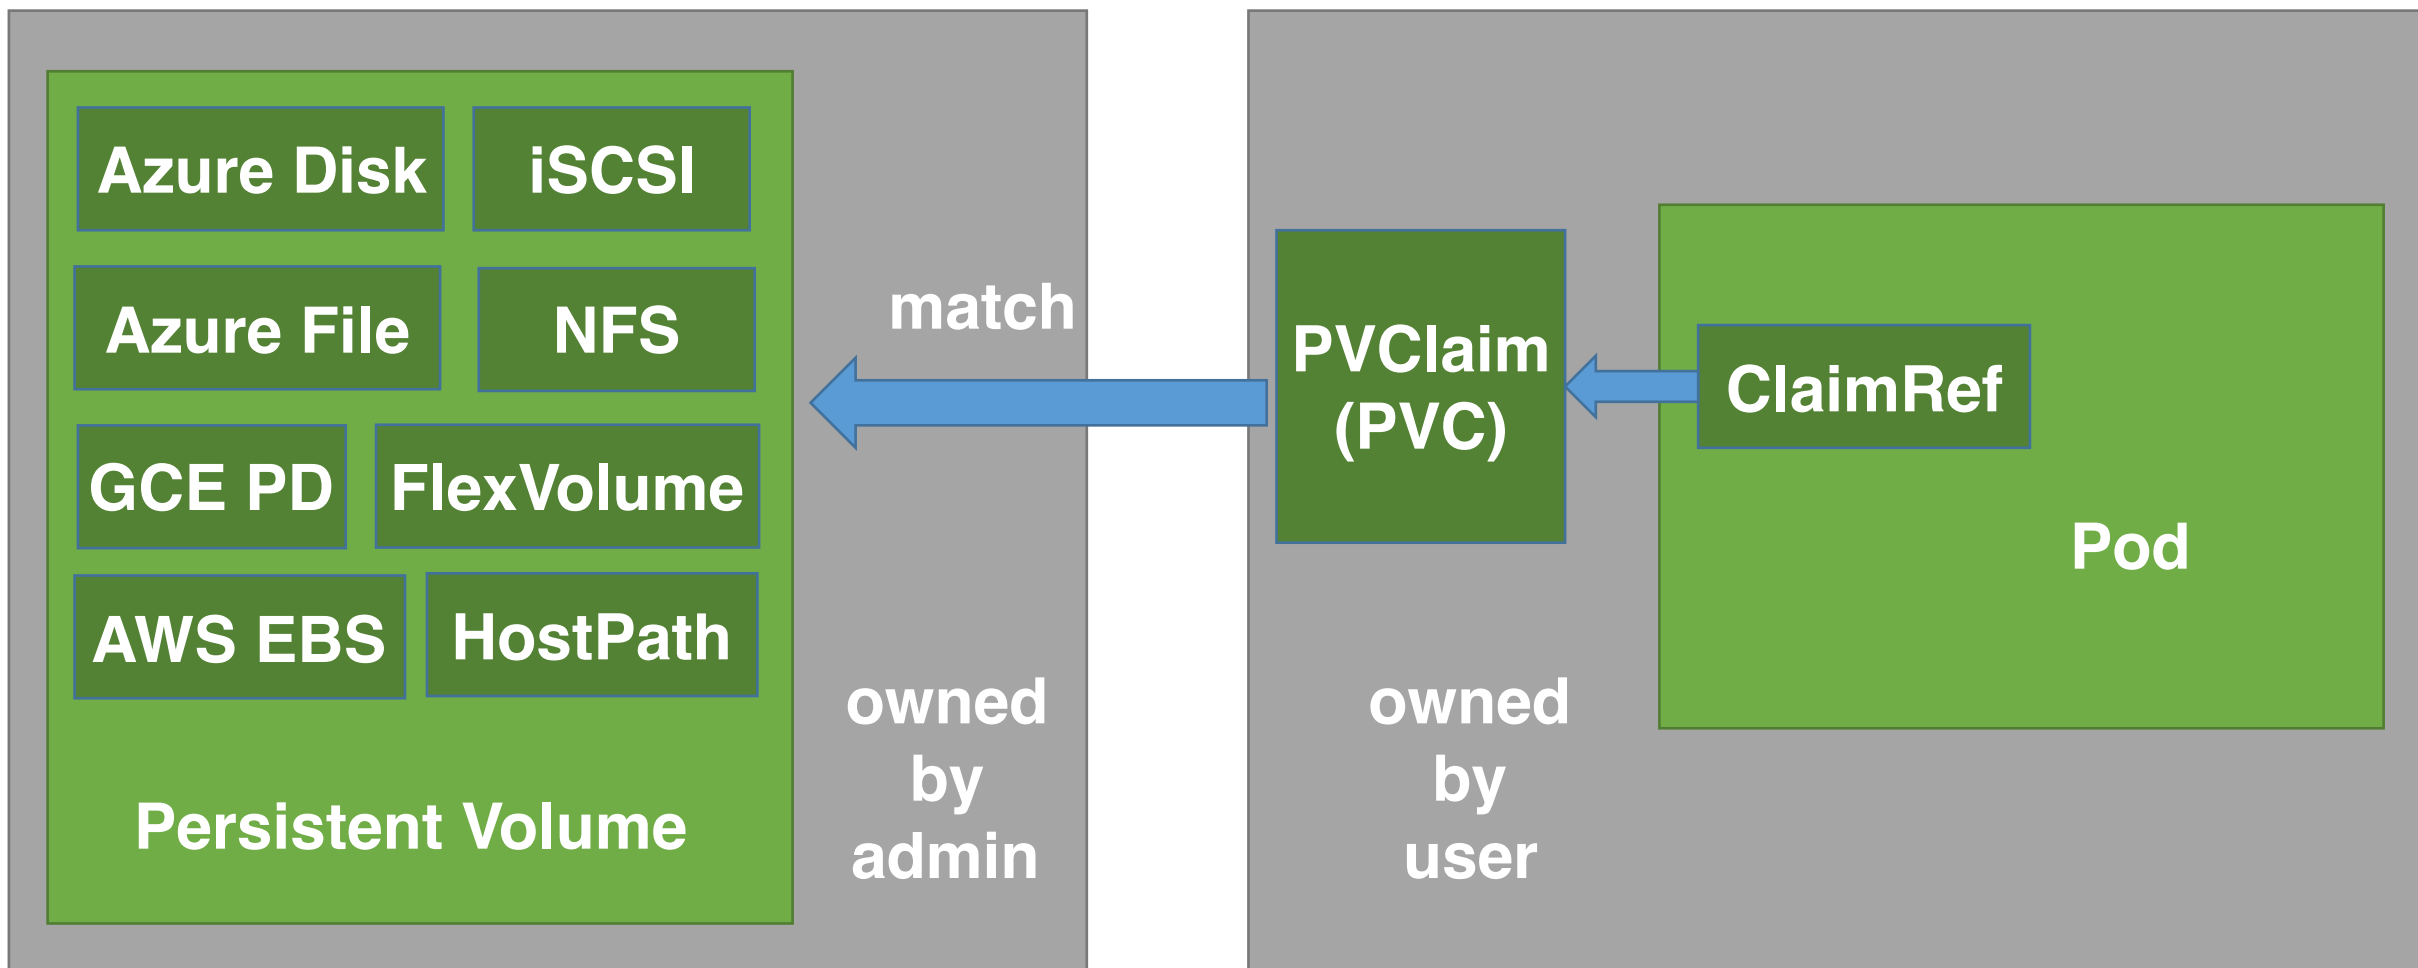 Azure Disk
iSCSI
Azure File
NFS
GCE PD
FlexVolume
AWS EBS
HostPath
Persistent Volume
match
owned
by
admin
PVClaim
(PVC)
owned
by
user
ClaimRef
Pod